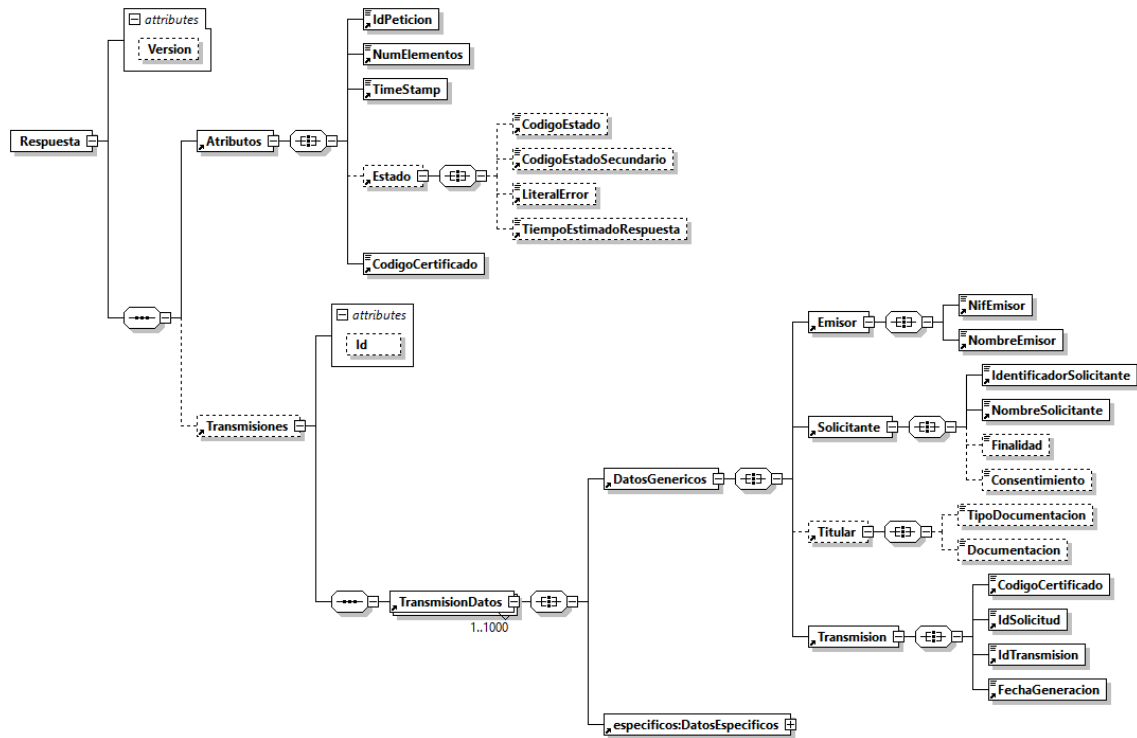 attributes
Version
Respuesta
Atributos
IdPeticion
NumElementos
TimeStamp
Estado
CodigoEstado
CodigoEstadoSecundario
LiteralError
TiempoEstimadoRespuesta
CodigoCertificado
attributes
Id
Transmisiones
TransmisionDatos
1..1000
DatosGenericos
Emisor
NifEmisor
NombreEmisor
Solicitante
IdentificadorSolicitante
NombreSolicitante
Finalidad
Consentimiento
Titular
TipoDocumentacion
Documentacion
Transmision
CodigoCertificado
IdSolicitud
IdTransmision
FechaGeneracion
especificos:DatosEspecificos